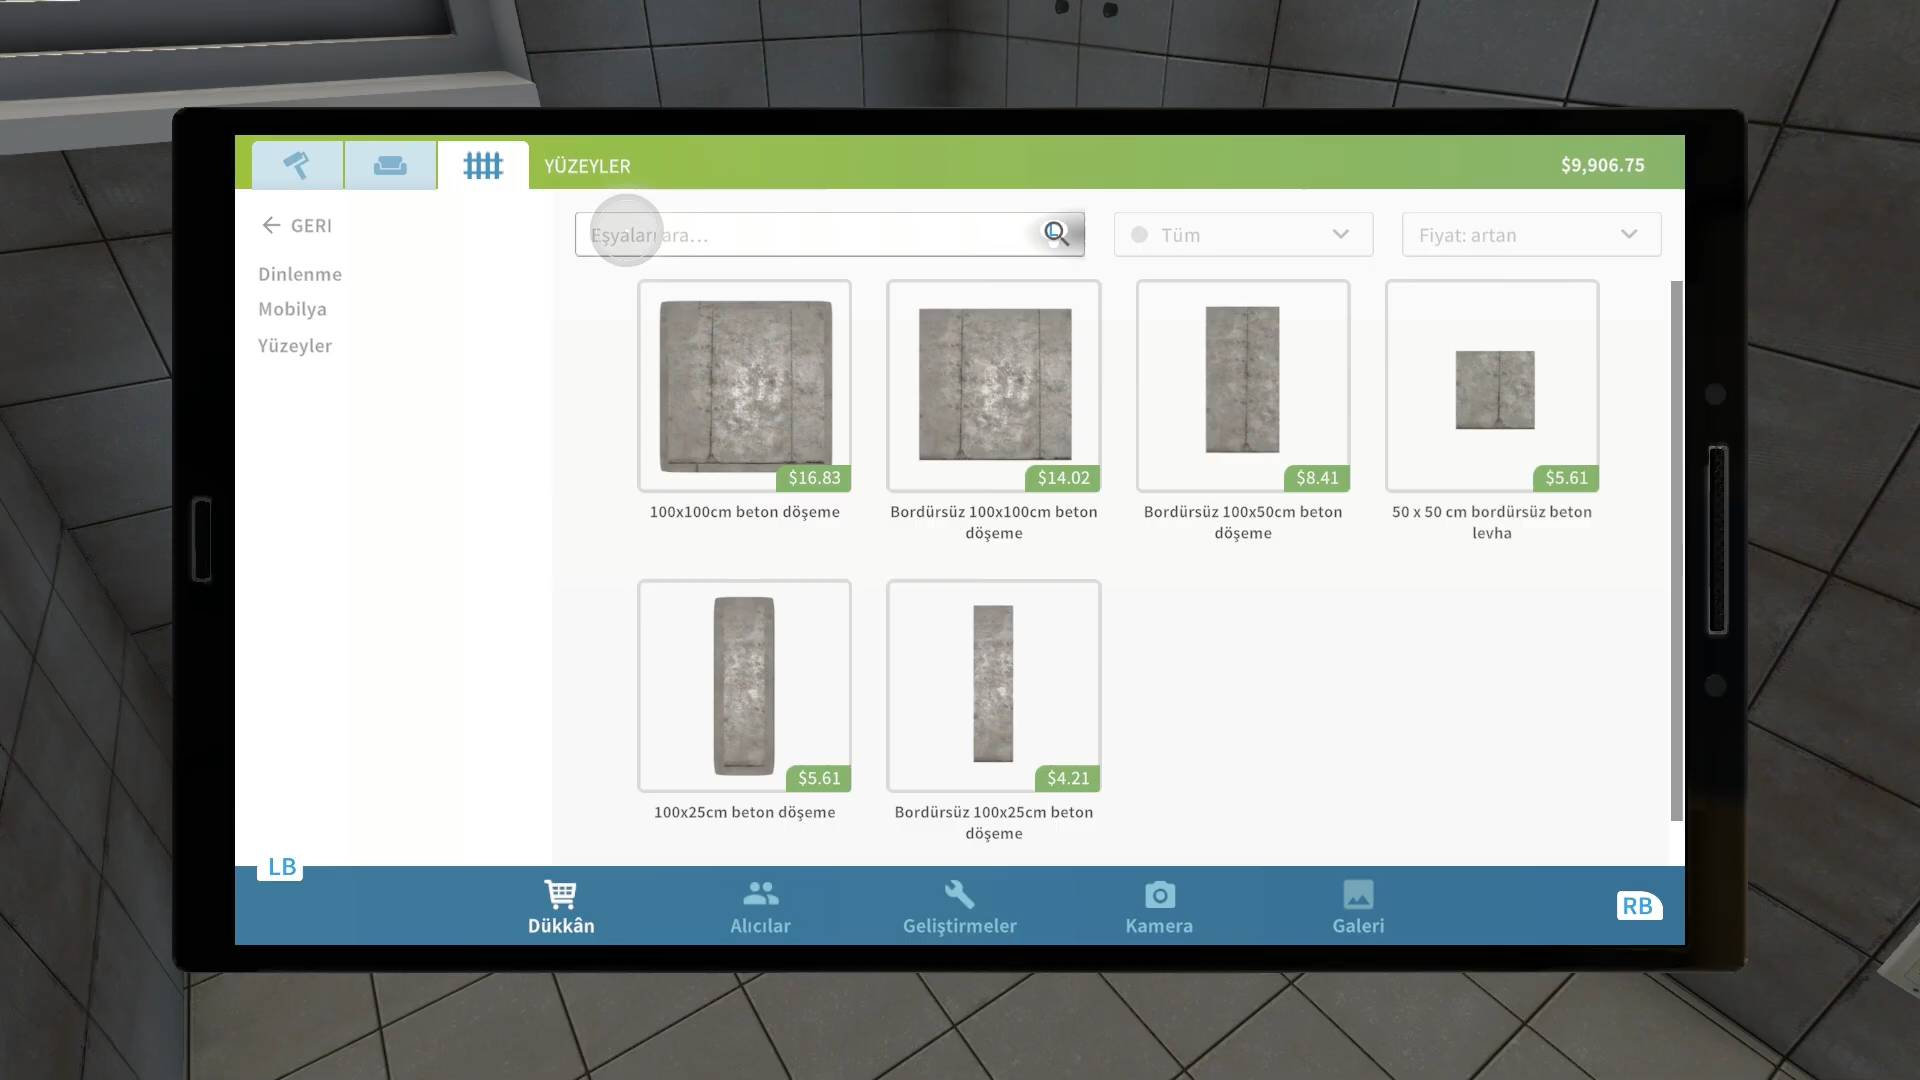 YÜZEYLER
$9,906.75
GERI
Eşyaları ara...
Tüm
Fiyat: artan
Dinlenme
Mobilya
Yüzeyler
$16.83
$14.02
$8.41
$5.61
100x100cm beton döşeme
Bordürsüz 100x100cm beton
döşeme
Bordürsüz 100x50cm beton
döşeme
50 x 50 cm bordürsüz beton
levha
$5.61
$4.21
100x25cm beton döşeme
Bordürsüz 100x25cm beton
döşeme
LB
Dükkân
Alıcılar
Geliştirmeler
Kamera
Galeri
RB